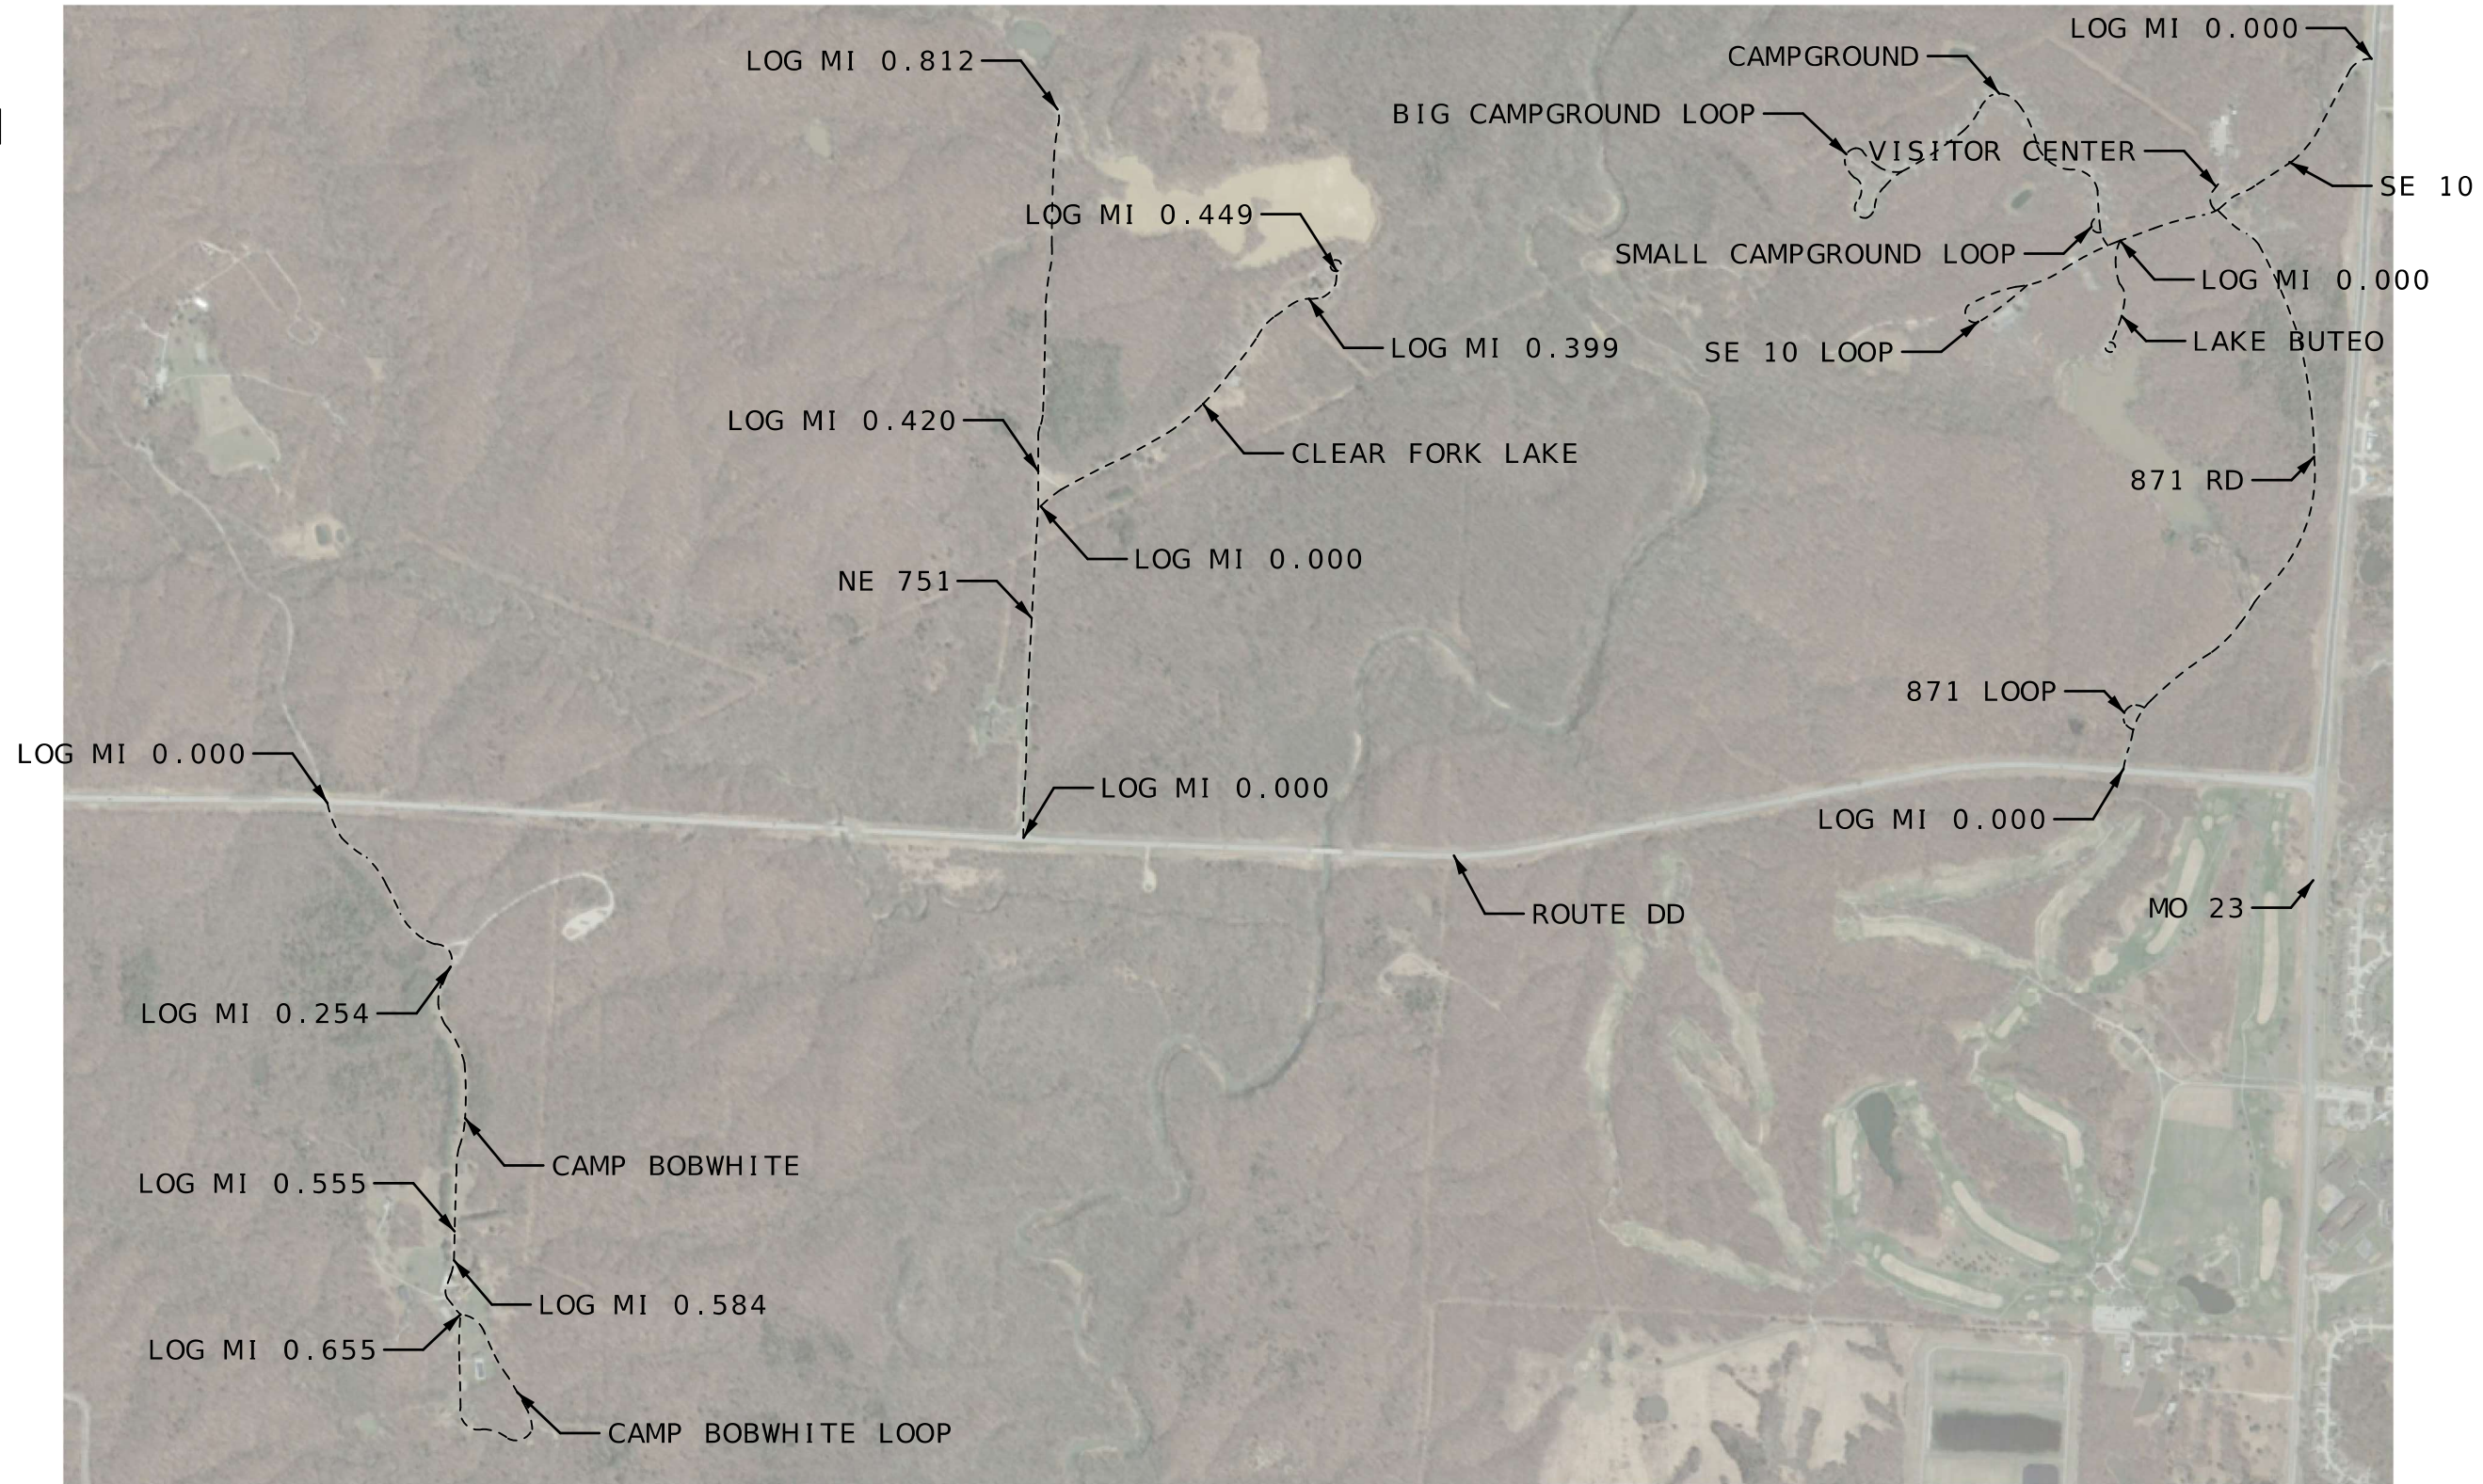 LOG MI 0.000
CAMPGROUND
LOG MI 0.812
BIG CAMPGROUND LOOP
VISITOR CENTER
SE 10
LOG MI 0.449
SMALL CAMPGROUND LOOP
LOG MI 0.000
LAKE BUTEO
LOG MI 0.399
SE 10 LOOP
LOG MI 0.420
CLEAR FORK LAKE
871 RD
LOG MI 0.000
NE 751
871 LOOP
LOG MI 0.000
LOG MI 0.000
LOG MI 0.000
MO 23
ROUTE DD
LOG MI 0.254
CAMP BOBWHITE
LOG MI 0.555
LOG MI 0.584
LOG MI 0.655
CAMP BOBWHITE LOOP